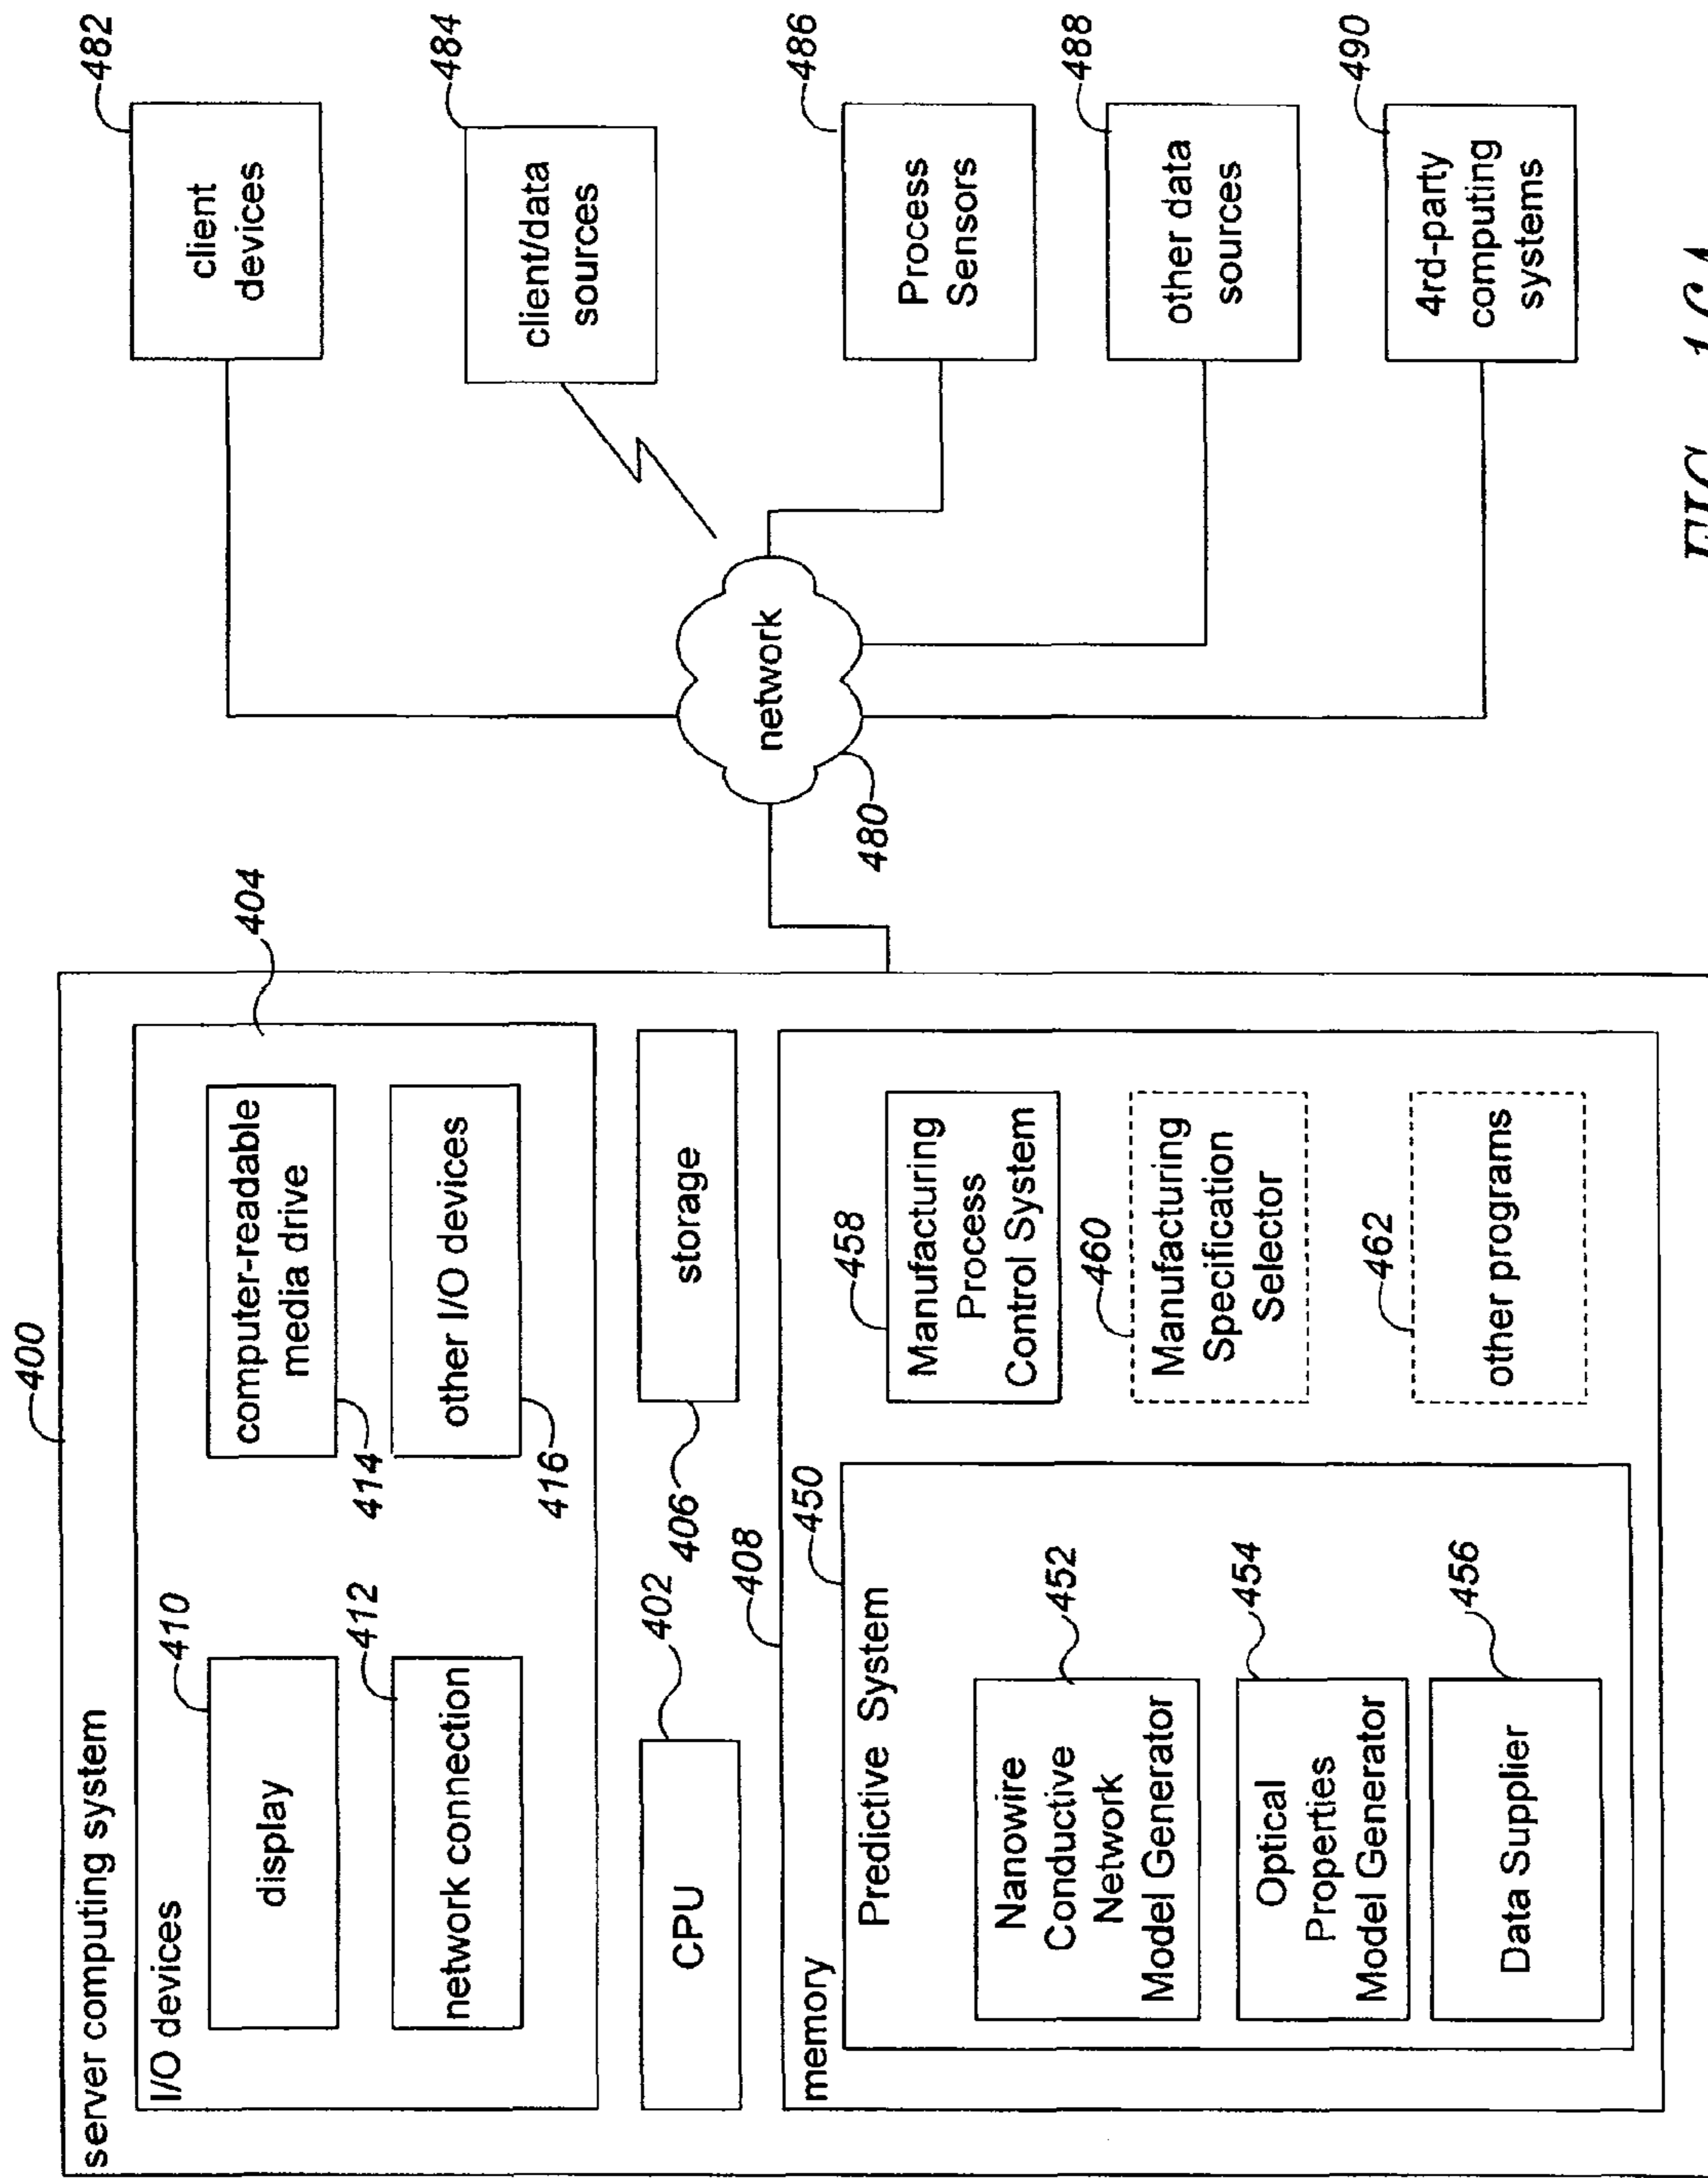 400
server computing system
I/O devices
404
410
display
412
network connection
computer-readable
media drive
414
other I/O devices
416
402
CPU
406
storage
408
memory
450
Predictive System
452
Nanowire
Conductive
Network
Model Generator
454
Optical
Properties
Model Generator
456
Data Supplier
458
Manufacturing
Process
Control System
460
Manufacturing
Specification
Selector
462
other programs
network
480
482
client
devices
484
client/data
sources
486
Process
Sensors
488
other data
sources
490
4rd-party
computing
systems
FIG. 16A